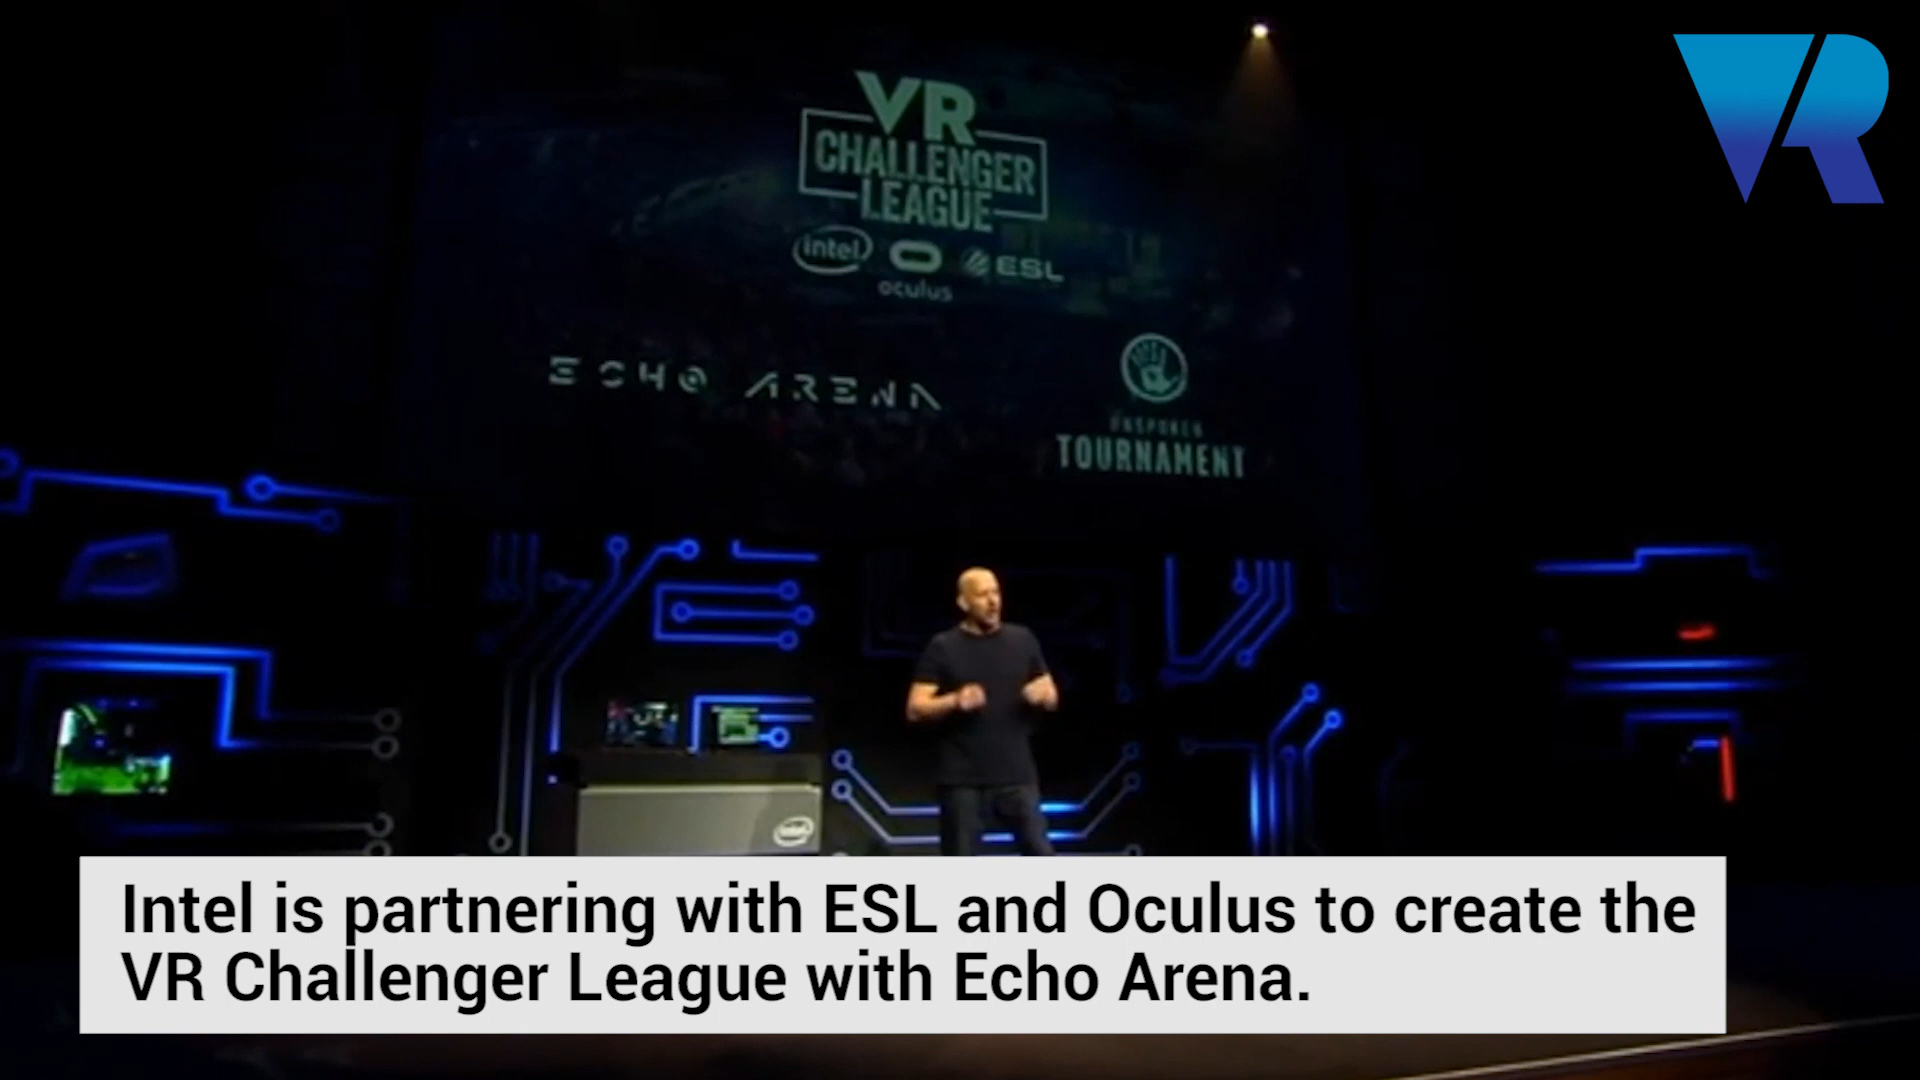 VR
VR
CHALLENGER
LEAGUE
intel
oculus
ESL
ECHO ARENA
UNSPOKEN
TOURNAMENT
intel
Intel is partnering with ESL and Oculus to create the
VR Challenger League with Echo Arena.